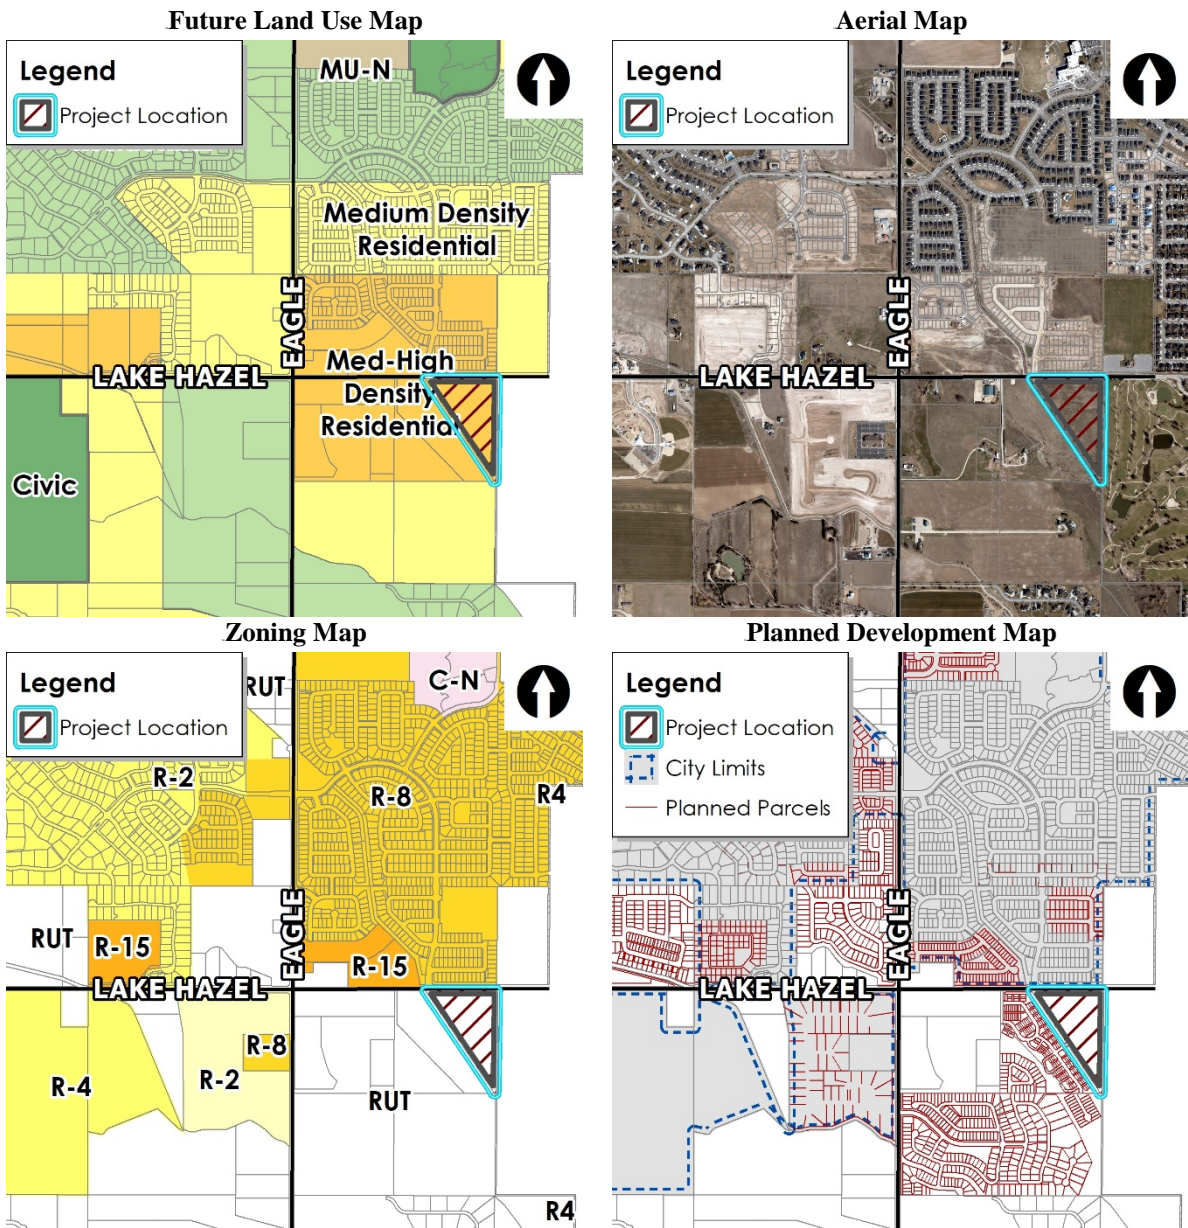 Future Land Use Map
Aerial Map
Legend
Project Location
MU-N
Medium Density
Residential
EAGLE
Med-High
Density
Residential
LAKE HAZEL
Civic
Legend
Project Location
EAGLE
LAKE HAZEL
Zoning Map
Planned Development Map
Legend
Project Location
RUT
C-N
R-2
R-8
R4
EAGLE
RUT
R-15
R-15
LAKE HAZEL
R-8
R-4
R-2
RUT
R4
Legend
Project Location
City Limits
Planned Parcels
EAGLE
LAKE HAZEL